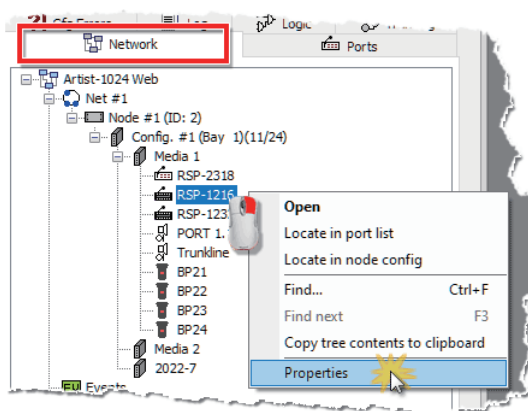 Logic
Network
Ports
Artist-1024 Web
Net #1
Node #1 (ID: 2)
Config. #1 (Bay 1)(11/24)
Media 1
RSP-2318
RSP-1216
RSP-123
PORT 1.
Trunkline
BP21
BP22
BP23
BP24
Media 2
2022-7
Events
Open
Locate in port list
Locate in node config
Find... Ctrl+F
Find next F3
Copy tree contents to clipboard
Properties